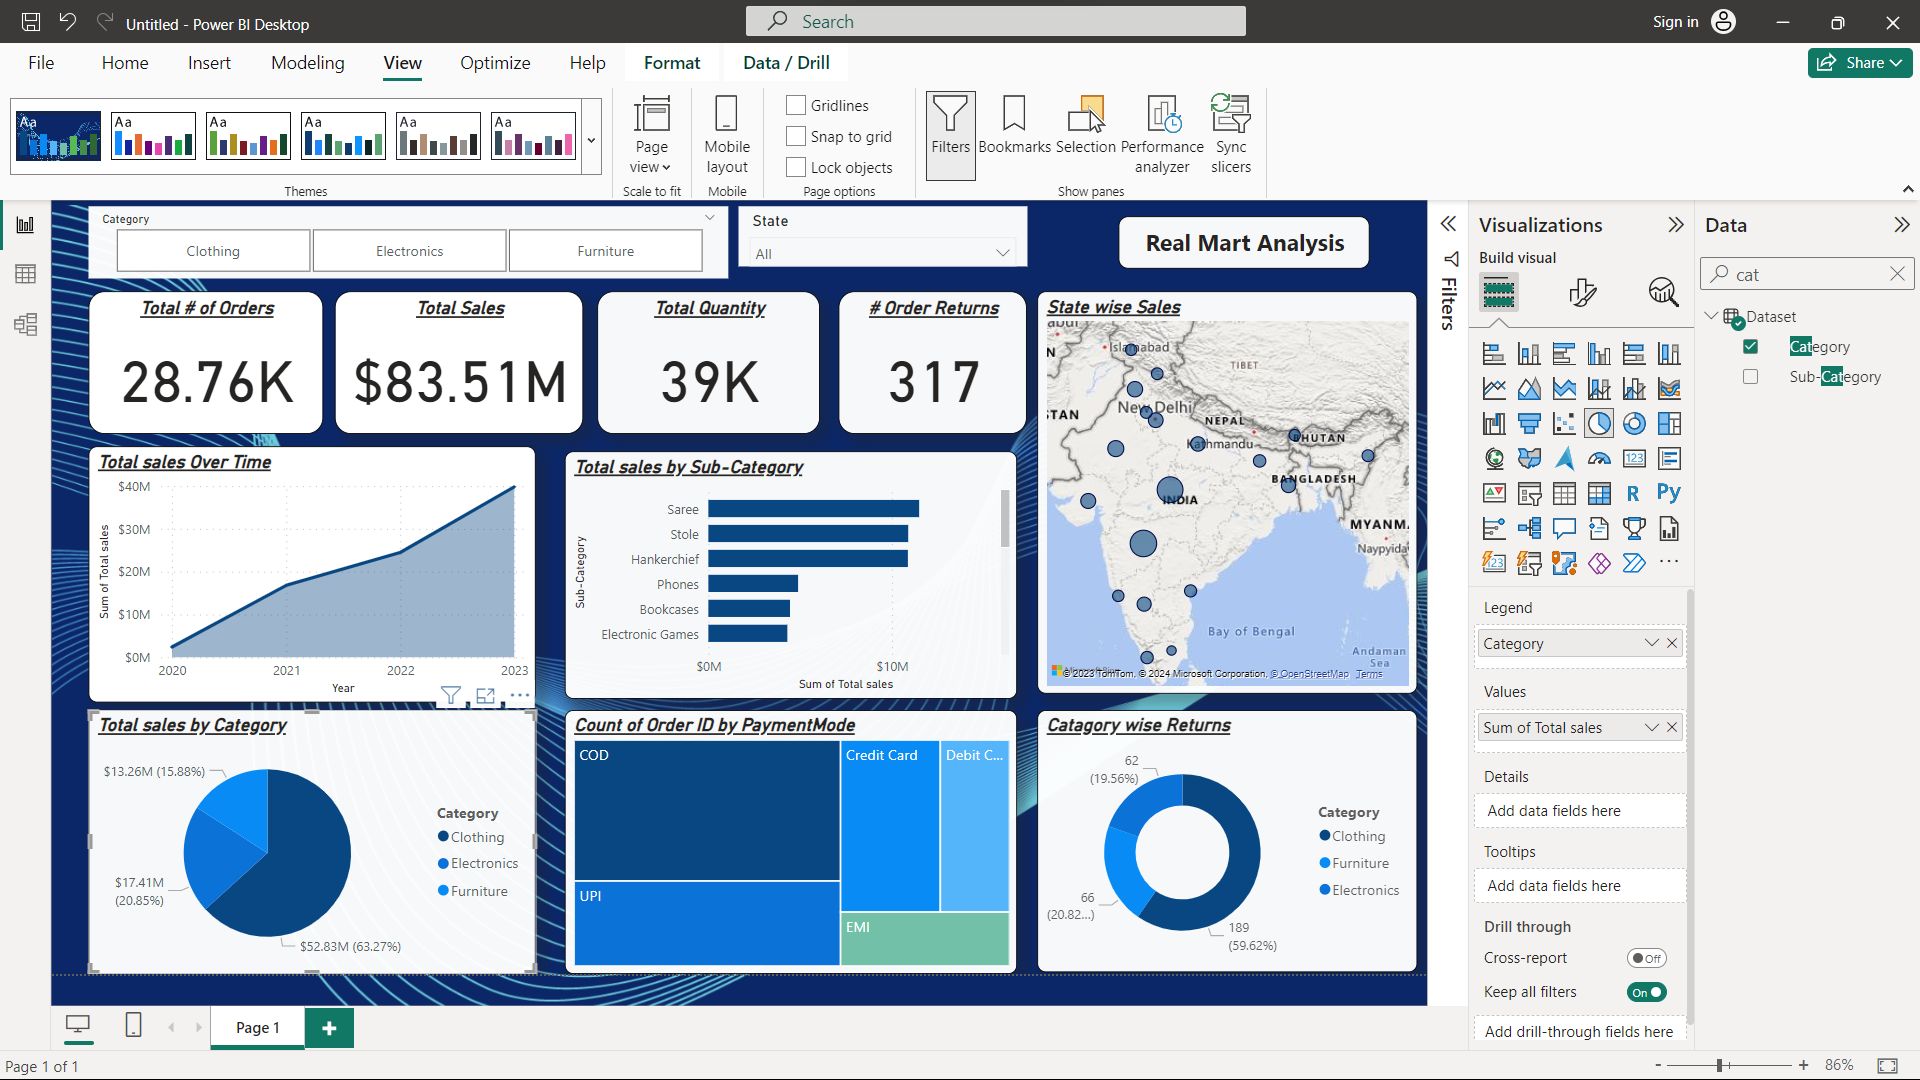 Untitled - Power BI Desktop
Search
Sign in
File Home Insert Modeling View Optimize Help Format Data / Drill
Share
Aa Aa Aa Aa Aa Aa
Themes
Page view
Scale to fit
Mobile layout
Mobile
Gridlines
Snap to grid
Lock objects
Page options
Filters
Bookmarks
Selection
Performance analyzer
Sync slicers
Show panes
Category
Clothing Electronics Furniture
State
All
Real Mart Analysis
Total # of Orders
28.76K
Total Sales
$83.51M
Total Quantity
39K
# Order Returns
317
Total sales Over Time
Sum of Total sales
$40M
$30M
$20M
$10M
$0M
2020 2021 2022 2023
Year
Total sales by Sub-Category
Sub-Category
Saree
Stole
Hankerchief
Phones
Bookcases
Electronic Games
$0M $10M
Sum of Total sales
State wise Sales
Islamabad
TIBET
New Delhi
NEPAL
Kathmandu
BHUTAN
BANGLADESH
INDIA
Bay of Bengal
Andaman
Sea
© 2023 TomTom, © 2024 Microsoft Corporation, © OpenStreetMap Terms
Total sales by Category
$13.26M (15.88%)
$17.41M
(20.85%)
$52.83M (63.27%)
Category
Clothing
Electronics
Furniture
Count of Order ID by PaymentMode
COD
Credit Card
Debit C...
UPI
EMI
Catagory wise Returns
62
(19.56%)
66
(20.82...)
189
(59.62%)
Category
Clothing
Furniture
Electronics
Filters
Visualizations
Build visual
123
R
Py
123
Legend
Category
Values
Sum of Total sales
Details
Add data fields here
Tooltips
Add data fields here
Drill through
Cross-report Off
Keep all filters On
Add drill-through fields here
Data
cat
Dataset
Category
Sub-Category
Page 1
Page 1 of 1
- + 86%